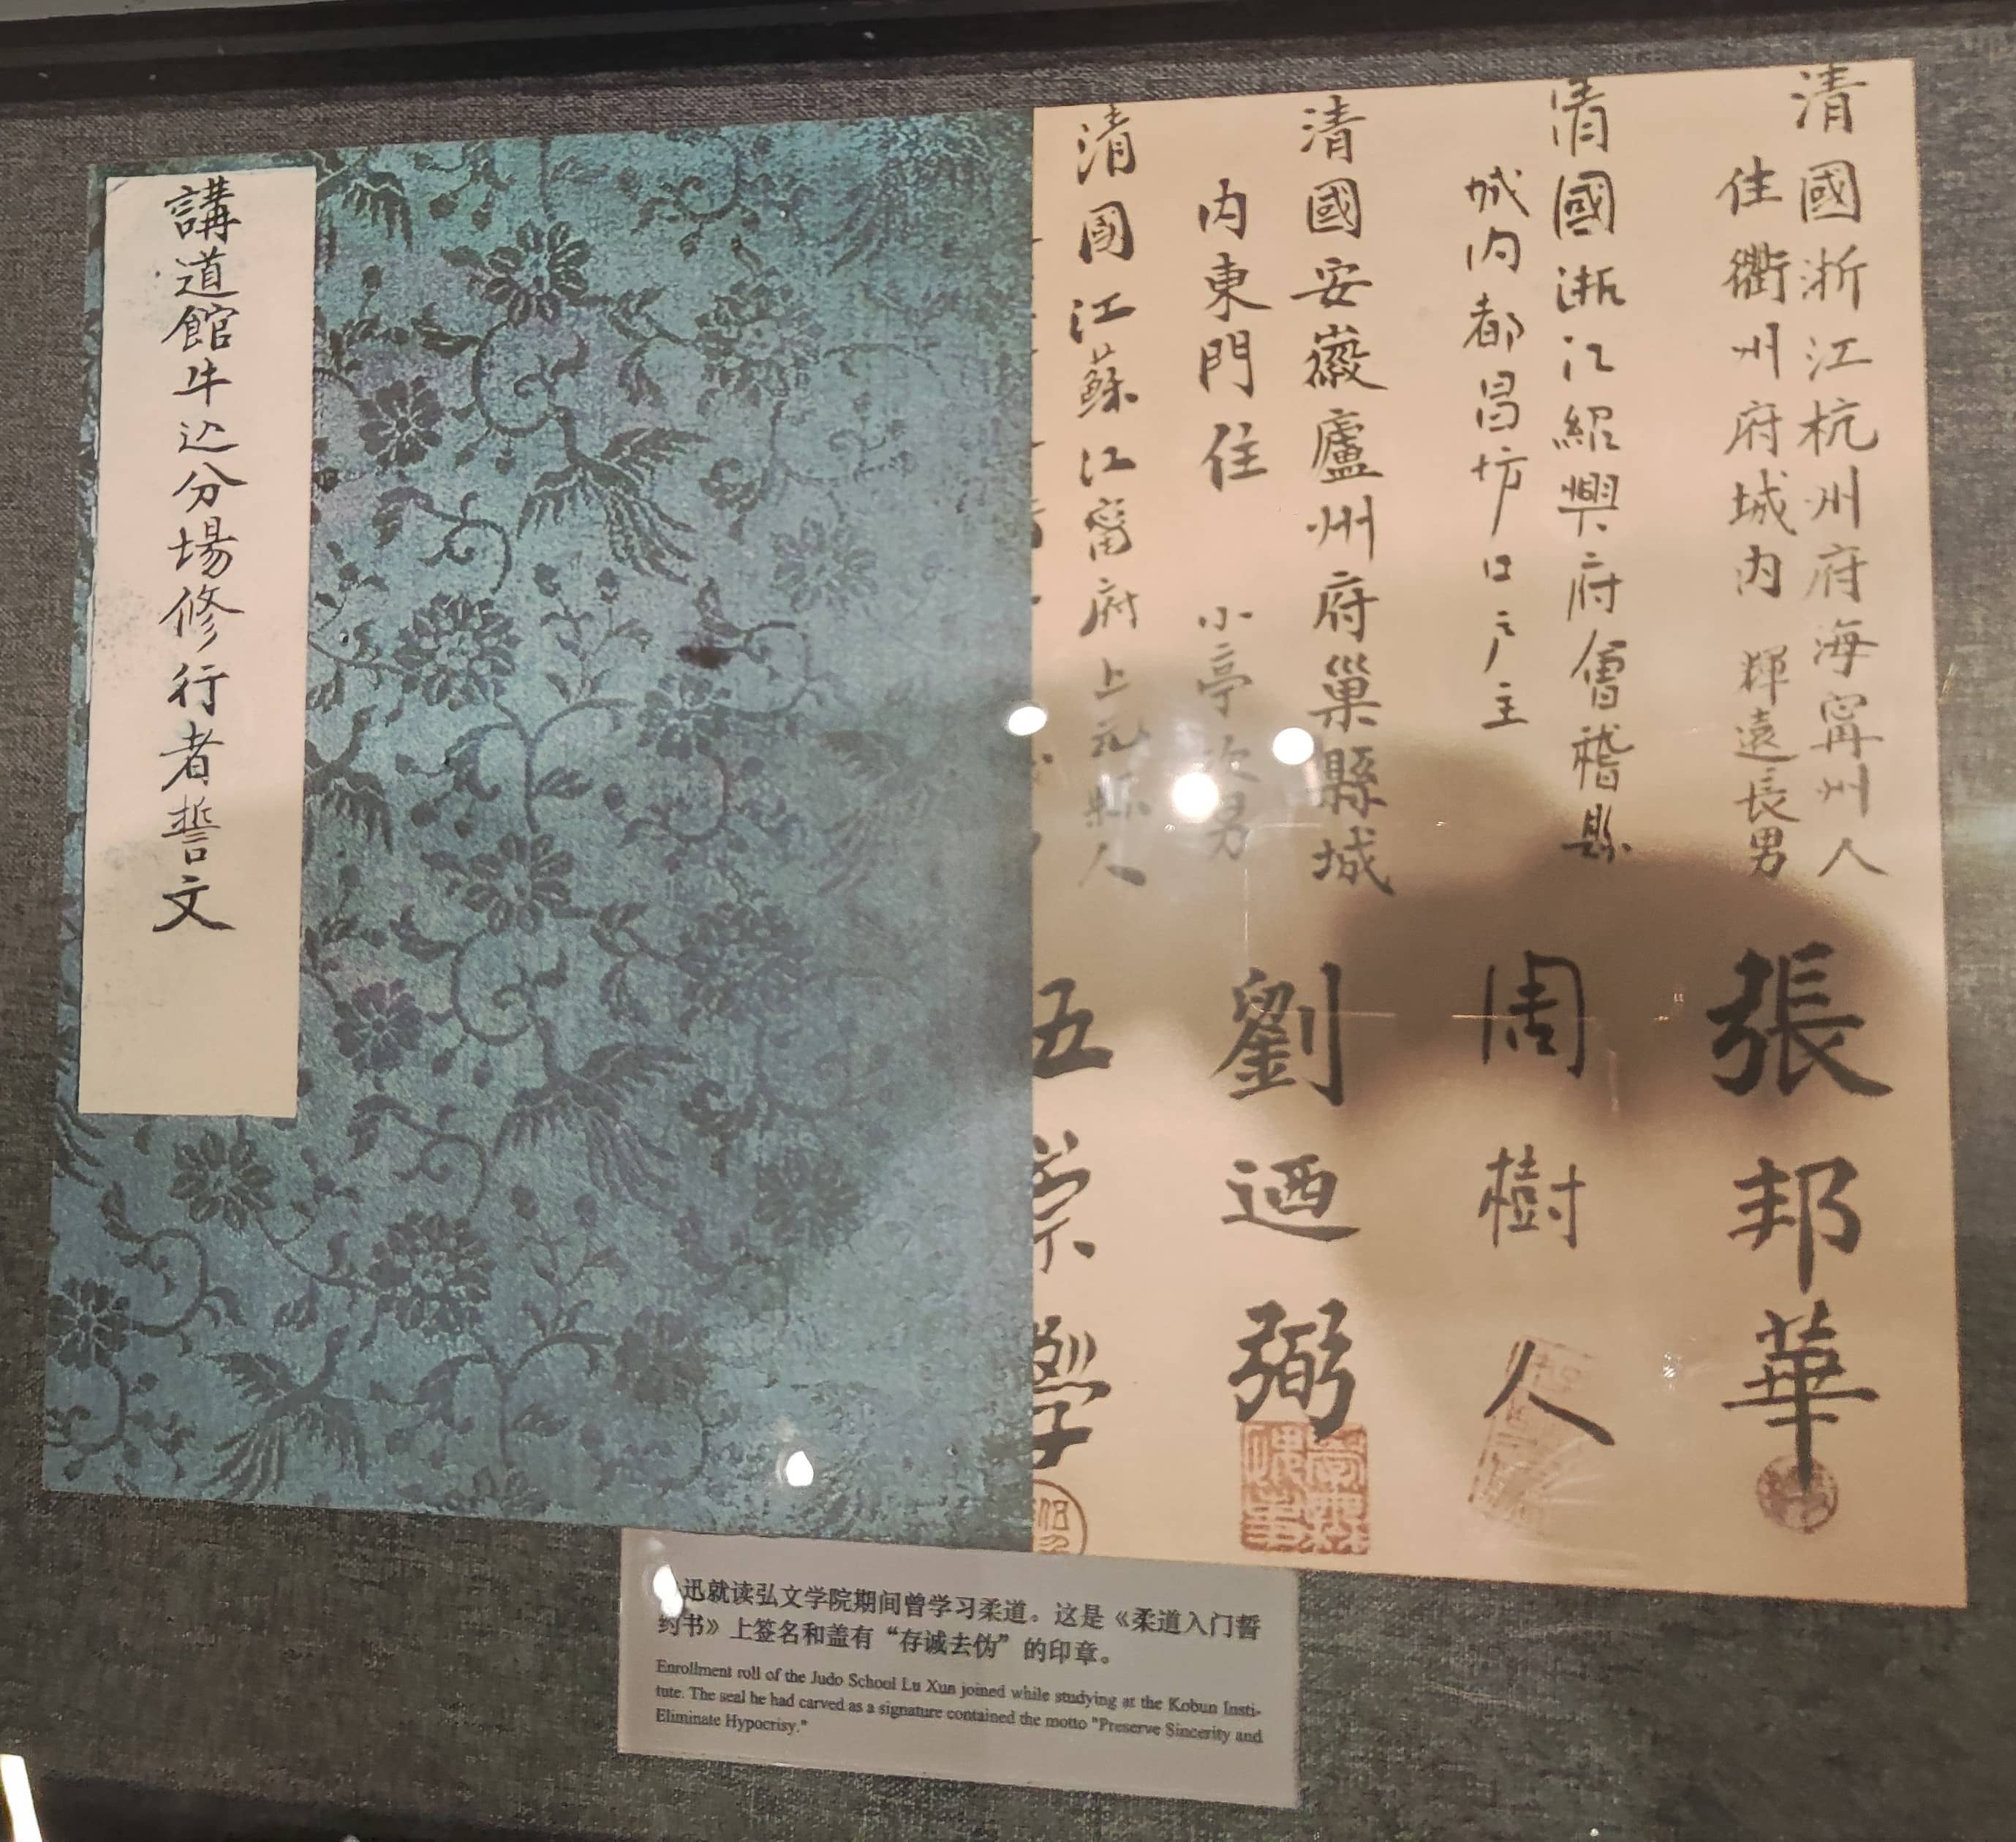 講道館牛込分場修行者誓文
清國浙江杭州府海寧州人
住衢州府城内 輝遠長男
張邦華
清國浙江紹興府會稽縣
城内都昌坊口戸主
周樹人
清國安徽廬州府巢縣城
内東門住 小亭次男
劉迺弼
清國江蘇江甯府上元縣人
五崇學
迅就读弘文学院期间曾学习柔道。这是《柔道入门誓
约书》上签名和盖有“存诚去伪”的印章。
Enrollment roll of the Judo School Lu Xun joined while studying at the Kobun Insti-
tute. The seal he had carved as a signature contained the motto "Preserve Sincerity and
Eliminate Hypocrisy."